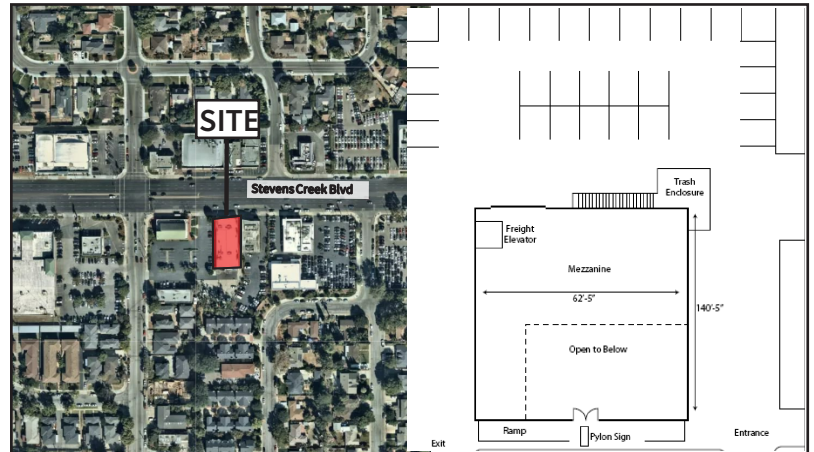 SITE
Stevens Creek Blvd
Trash
Enclosure
Freight
Elevator
Mezzanine
62'-5"
140'-5"
Open to Below
Ramp
Pylon Sign
Entrance
Exit